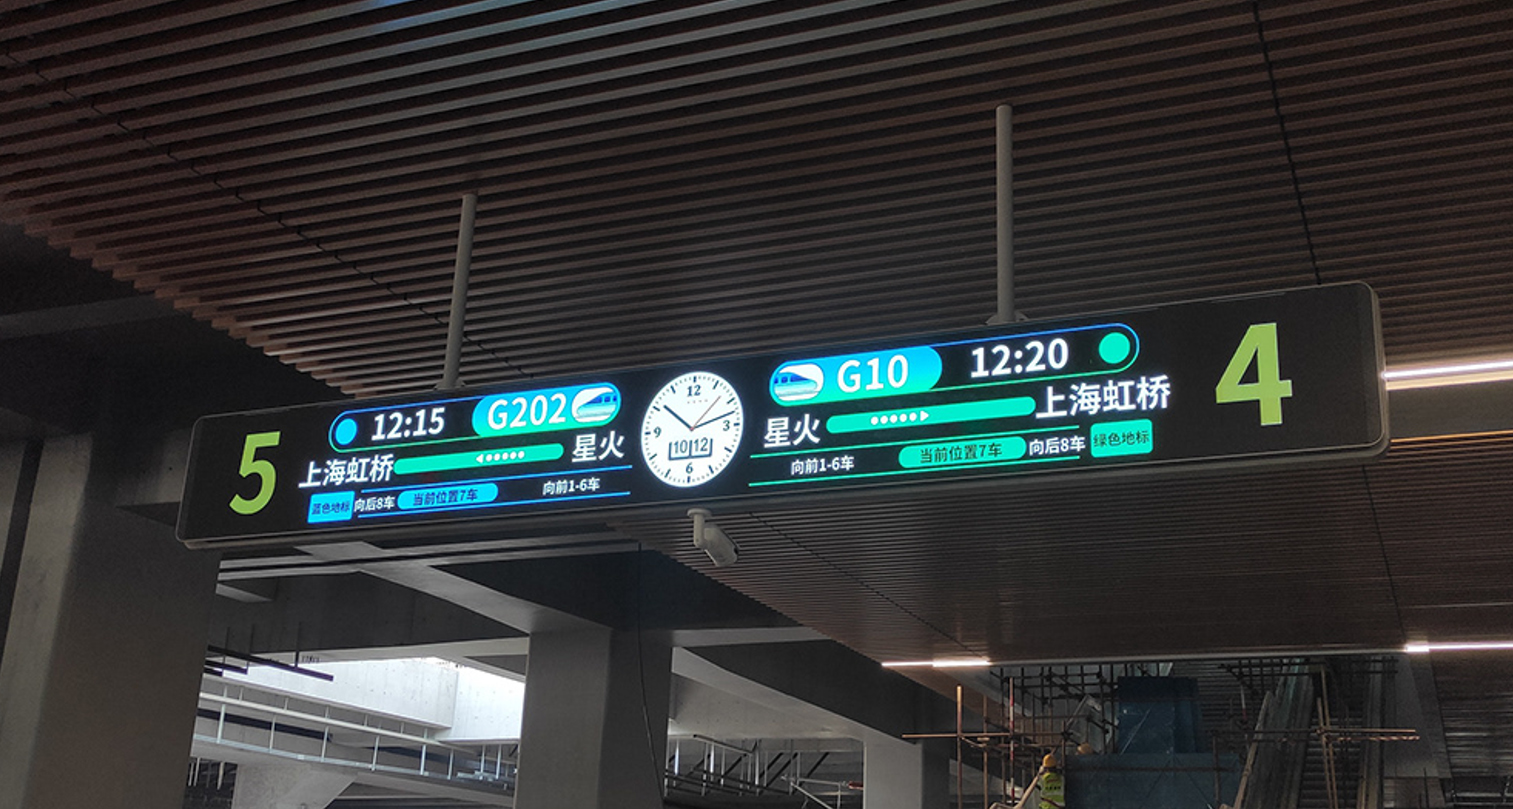 5
12:15 G202
上海虹桥 星火
蓝色地标 向后8车 当前位置7车 向前1-6车
12
9 3
10 12
6
G10 12:20
星火 上海虹桥
向前1-6车 当前位置7车 向后8车 绿色地标
4